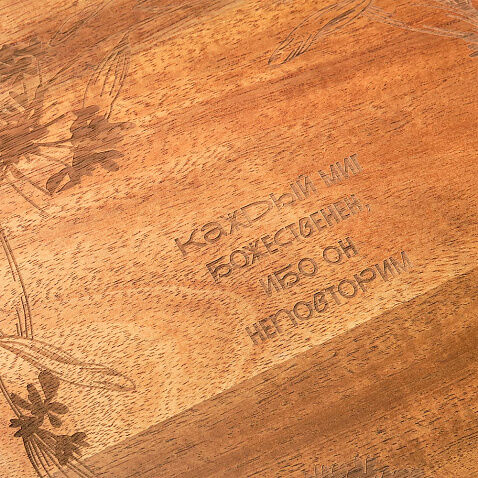 каждый миг
божественен,
ибо он
неповторим